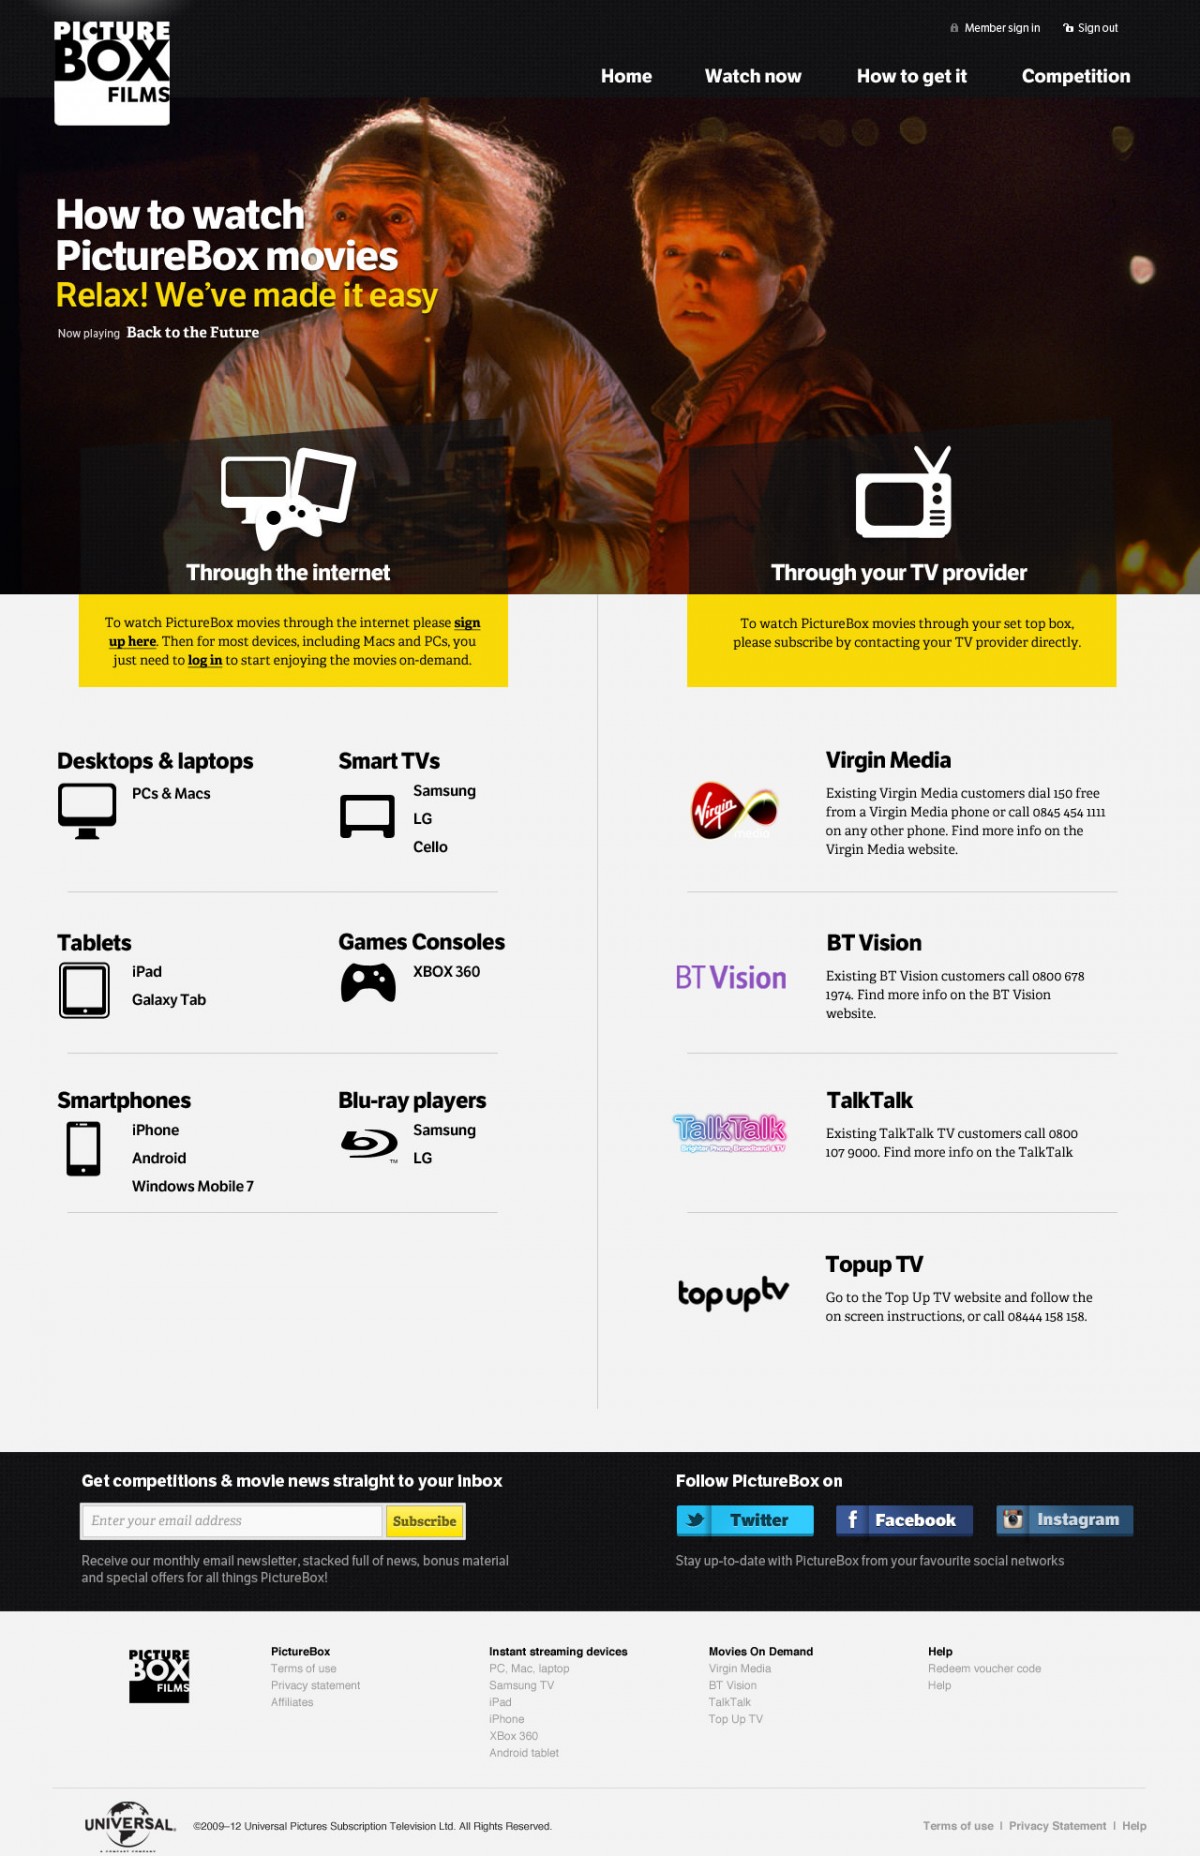 PICTURE
BOX
FILMS
Member sign in
Sign out
Home
Watch now
How to get it
Competition
How to watch
PictureBox movies
Relax! We've made it easy
Now playing Back to the Future
Through the internet
To watch PictureBox movies through the internet please sign
up here. Then for most devices, including Macs and PCs, you
just need to log in to start enjoying the movies on-demand.
Through your TV provider
To watch PictureBox movies through your set top box,
please subscribe by contacting your TV provider directly.
Desktops & laptops
PCs & Macs
Smart TVs
Samsung
LG
Cello
Tablets
iPad
Galaxy Tab
Games Consoles
XBOX 360
Smartphones
iPhone
Android
Windows Mobile 7
Blu-ray players
TM
Samsung
LG
Virgin
media
Virgin Media
Existing Virgin Media customers dial 150 free
from a Virgin Media phone or call 0845 454 1111
on any other phone. Find more info on the
Virgin Media website.
BT Vision
BT Vision
Existing BT Vision customers call 0800 678
1974. Find more info on the BT Vision
website.
TalkTalk
Brighter Phone, Broadband & TV
TalkTalk
Existing TalkTalk TV customers call 0800
107 9000. Find more info on the TalkTalk
top up tv
Topup TV
Go to the Top Up TV website and follow the
on screen instructions, or call 08444 158 158.
Get competitions & movie news straight to your inbox
Enter your email address
Subscribe
Receive our monthly email newsletter, stacked full of news, bonus material
and special offers for all things PictureBox!
Follow PictureBox on
Twitter
Facebook
Instagram
Stay up-to-date with PictureBox from your favourite social networks
PICTURE
BOX
FILMS
PictureBox
Terms of use
Privacy statement
Affiliates
Instant streaming devices
PC, Mac, laptop
Samsung TV
iPad
iPhone
XBox 360
Android tablet
Movies On Demand
Virgin Media
BT Vision
TalkTalk
Top Up TV
Help
Redeem voucher code
Help
UNIVERSAL
A COMCAST COMPANY
©2009–12 Universal Pictures Subscription Television Ltd. All Rights Reserved.
Terms of use | Privacy Statement | Help